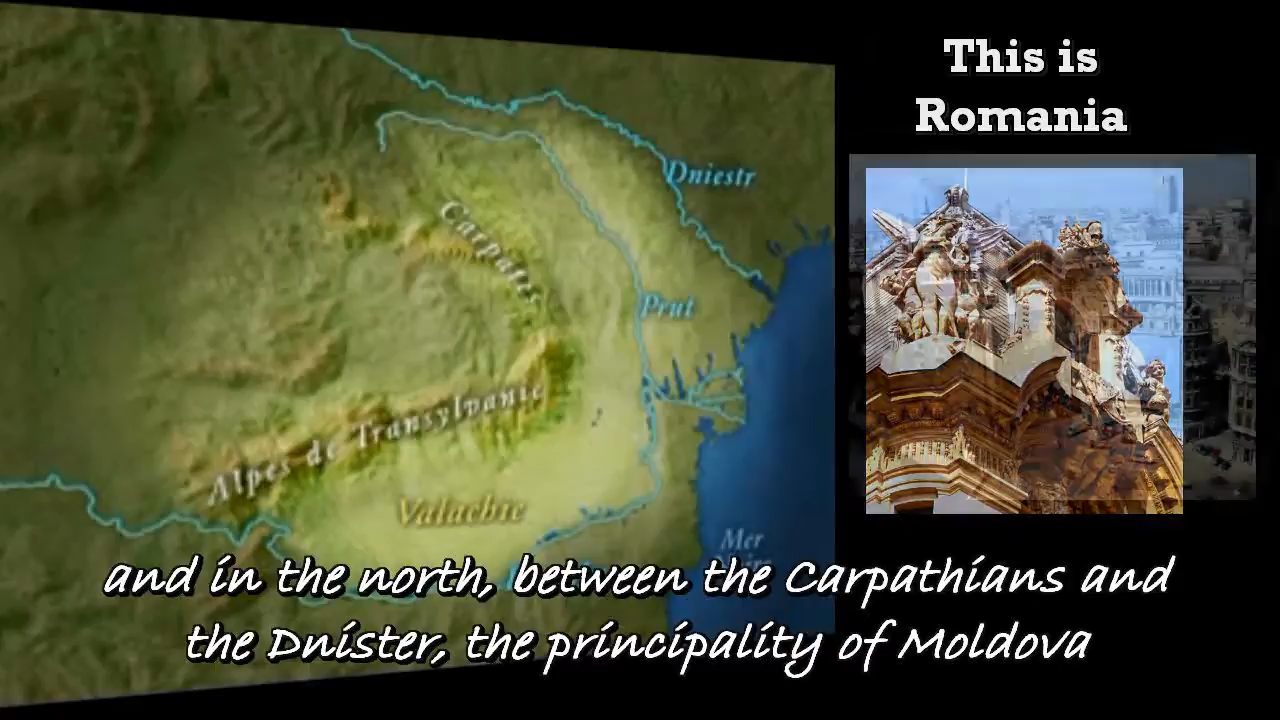 This is
Romania
Dniestr
Carpates
Prut
Alpes de Transylvanie
Valachie
Mer
and in the north, between the Carpathians and
the Dnister, the principality of Moldova